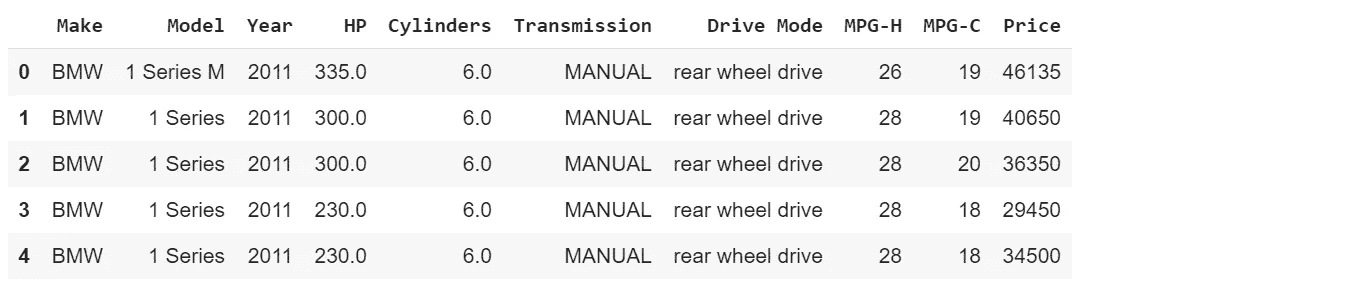 Make Model Year HP Cylinders Transmission Drive Mode MPG-H MPG-C Price
0 BMW 1 Series M 2011 335.0 6.0 MANUAL rear wheel drive 26 19 46135
1 BMW 1 Series 2011 300.0 6.0 MANUAL rear wheel drive 28 19 40650
2 BMW 1 Series 2011 300.0 6.0 MANUAL rear wheel drive 28 20 36350
3 BMW 1 Series 2011 230.0 6.0 MANUAL rear wheel drive 28 18 29450
4 BMW 1 Series 2011 230.0 6.0 MANUAL rear wheel drive 28 18 34500